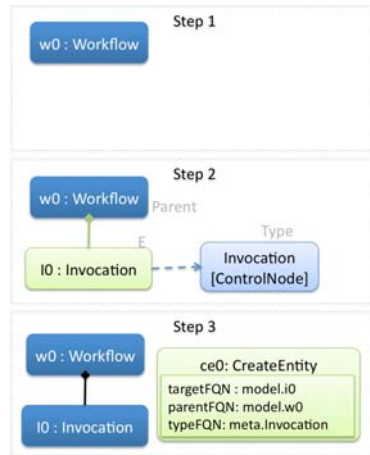 Step 1
w0 : Workflow
Step 2
w0 : Workflow
Parent
Type
E
I0 : Invocation
Invocation
[ControlNode]
Step 3
w0 : Workflow
ce0: CreateEntity
targetFQN : model.i0
parentFQN: model.w0
typeFQN: meta.Invocation
I0 : Invocation